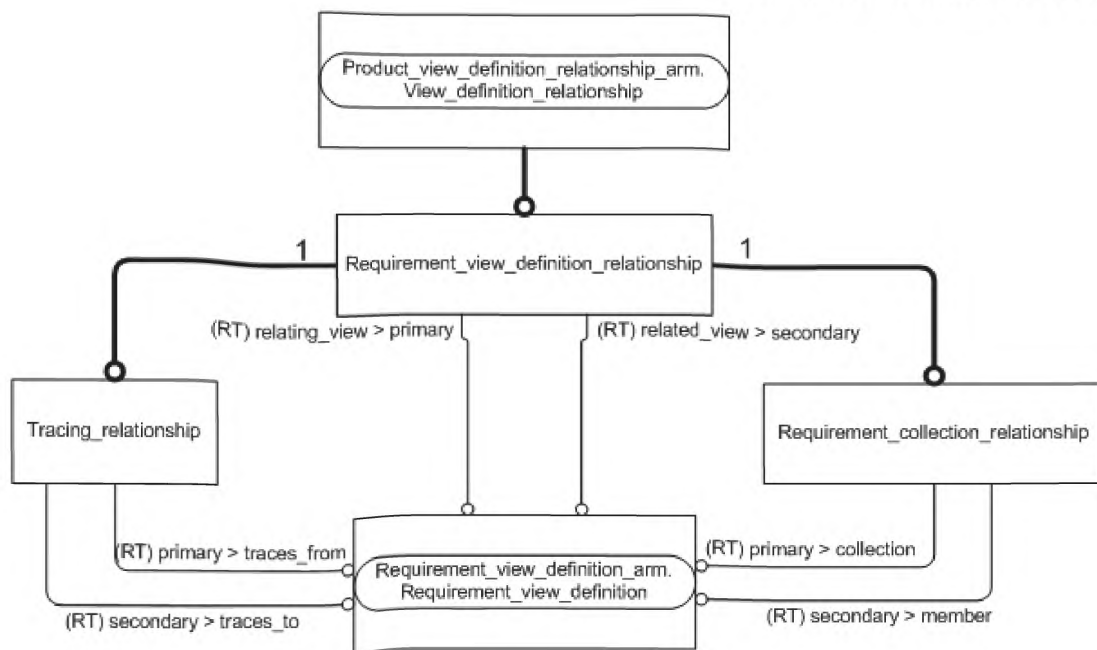 Product_view_definition_relationship_arm.
View_definition_relationship
1
Requirement_view_definition_relationship
1
(RT) relating_view > primary
(RT) related_view > secondary
Tracing_relationship
Requirement_collection_relationship
(RT) primary > traces_from
(RT) primary > collection
Requirement_view_definition_arm.
Requirement_view_definition
(RT) secondary > traces_to
(RT) secondary > member